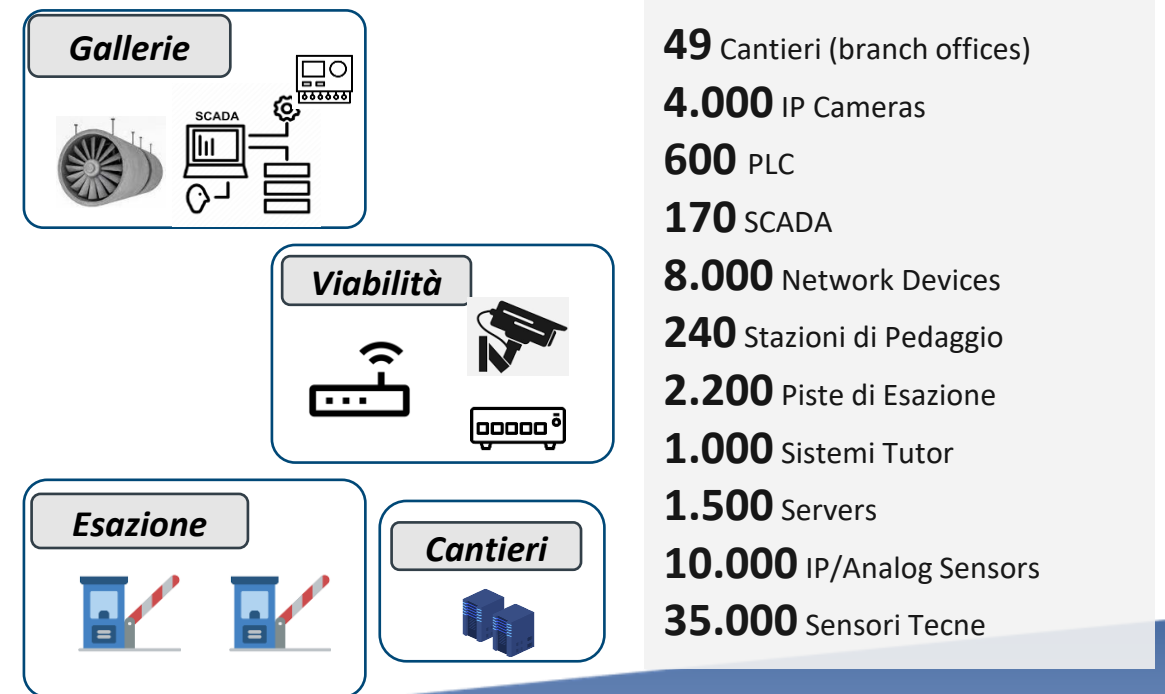 Gallerie
SCADA
Viabilità
Esazione
Cantieri
49 Cantieri (branch offices)
4.000 IP Cameras
600 PLC
170 SCADA
8.000 Network Devices
240 Stazioni di Pedaggio
2.200 Piste di Esazione
1.000 Sistemi Tutor
1.500 Servers
10.000 IP/Analog Sensors
35.000 Sensori Tecne